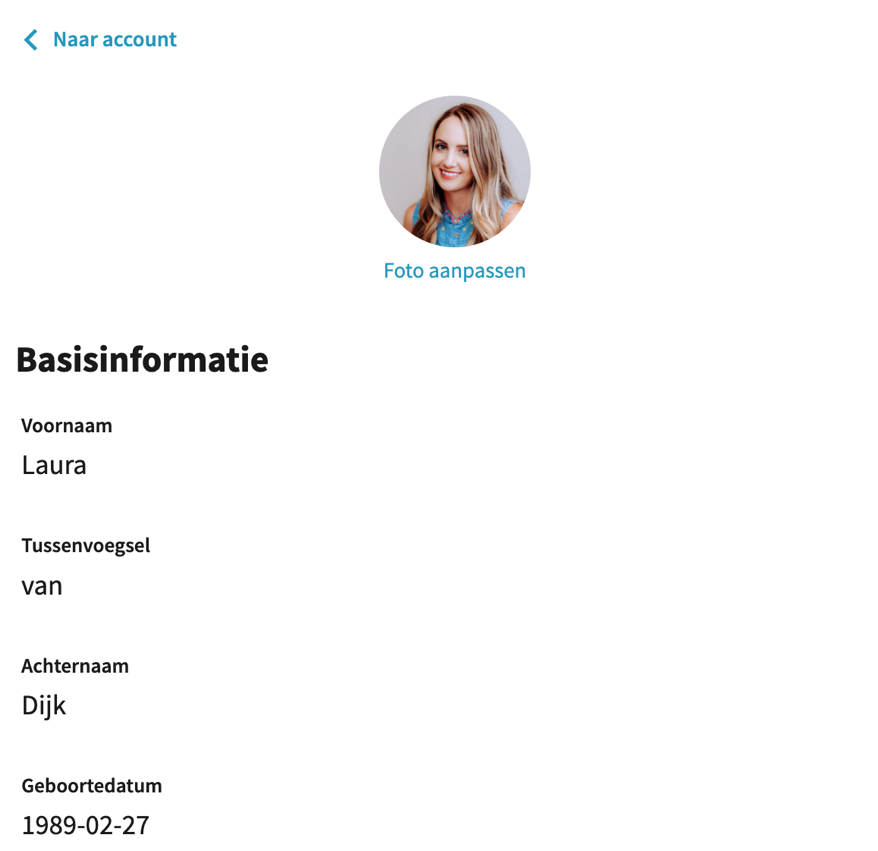 Naar account
Foto aanpassen
Basisinformatie
Voornaam
Laura
Tussenvoegsel
van
Achternaam
Dijk
Geboortedatum
1989-02-27